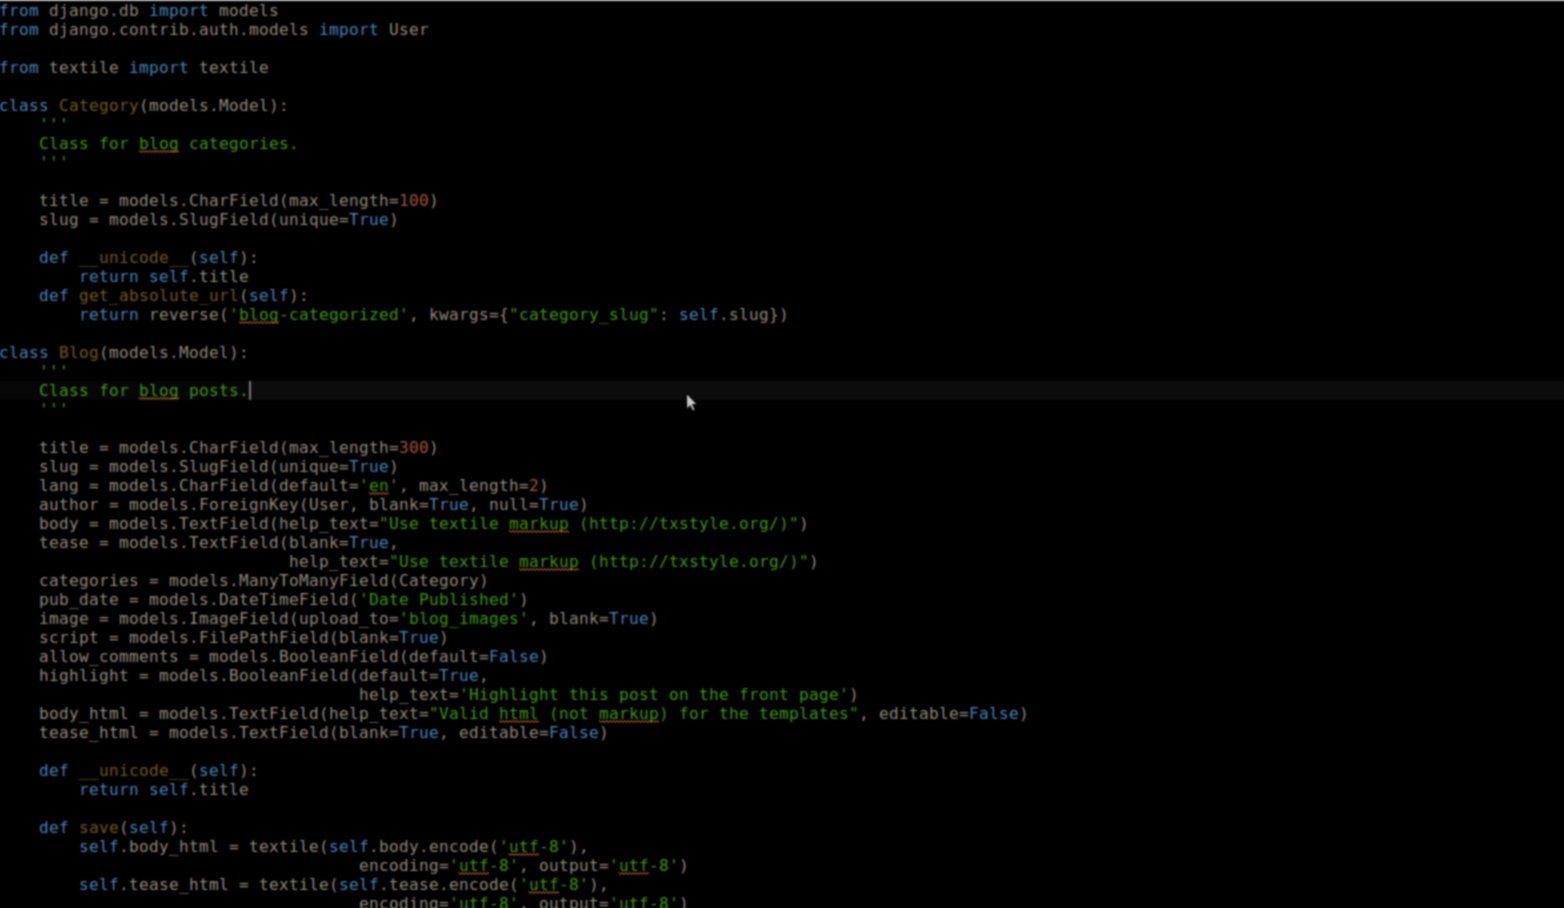 from django.db import models
from django.contrib.auth.models import User
from textile import textile
class Category(models.Model):
'''
Class for blog categories.
'''
title = models.CharField(max_length=100)
slug = models.SlugField(unique=True)
def __unicode__(self):
return self.title
def get_absolute_url(self):
return reverse('blog-categorized', kwargs={"category_slug": self.slug})
class Blog(models.Model):
'''
Class for blog posts.
'''
title = models.CharField(max_length=300)
slug = models.SlugField(unique=True)
lang = models.CharField(default='en', max_length=2)
author = models.ForeignKey(User, blank=True, null=True)
body = models.TextField(help_text="Use textile markup (http://txstyle.org/)")
tease = models.TextField(blank=True,
help_text="Use textile markup (http://txstyle.org/)")
categories = models.ManyToManyField(Category)
pub_date = models.DateTimeField('Date Published')
image = models.ImageField(upload_to='blog_images', blank=True)
script = models.FilePathField(blank=True)
allow_comments = models.BooleanField(default=False)
highlight = models.BooleanField(default=True,
help_text='Highlight this post on the front page')
body_html = models.TextField(help_text="Valid html (not markup) for the templates", editable=False)
tease_html = models.TextField(blank=True, editable=False)
def __unicode__(self):
return self.title
def save(self):
self.body_html = textile(self.body.encode('utf-8'),
encoding='utf-8', output='utf-8')
self.tease_html = textile(self.tease.encode('utf-8'),
encoding='utf-8', output='utf-8')